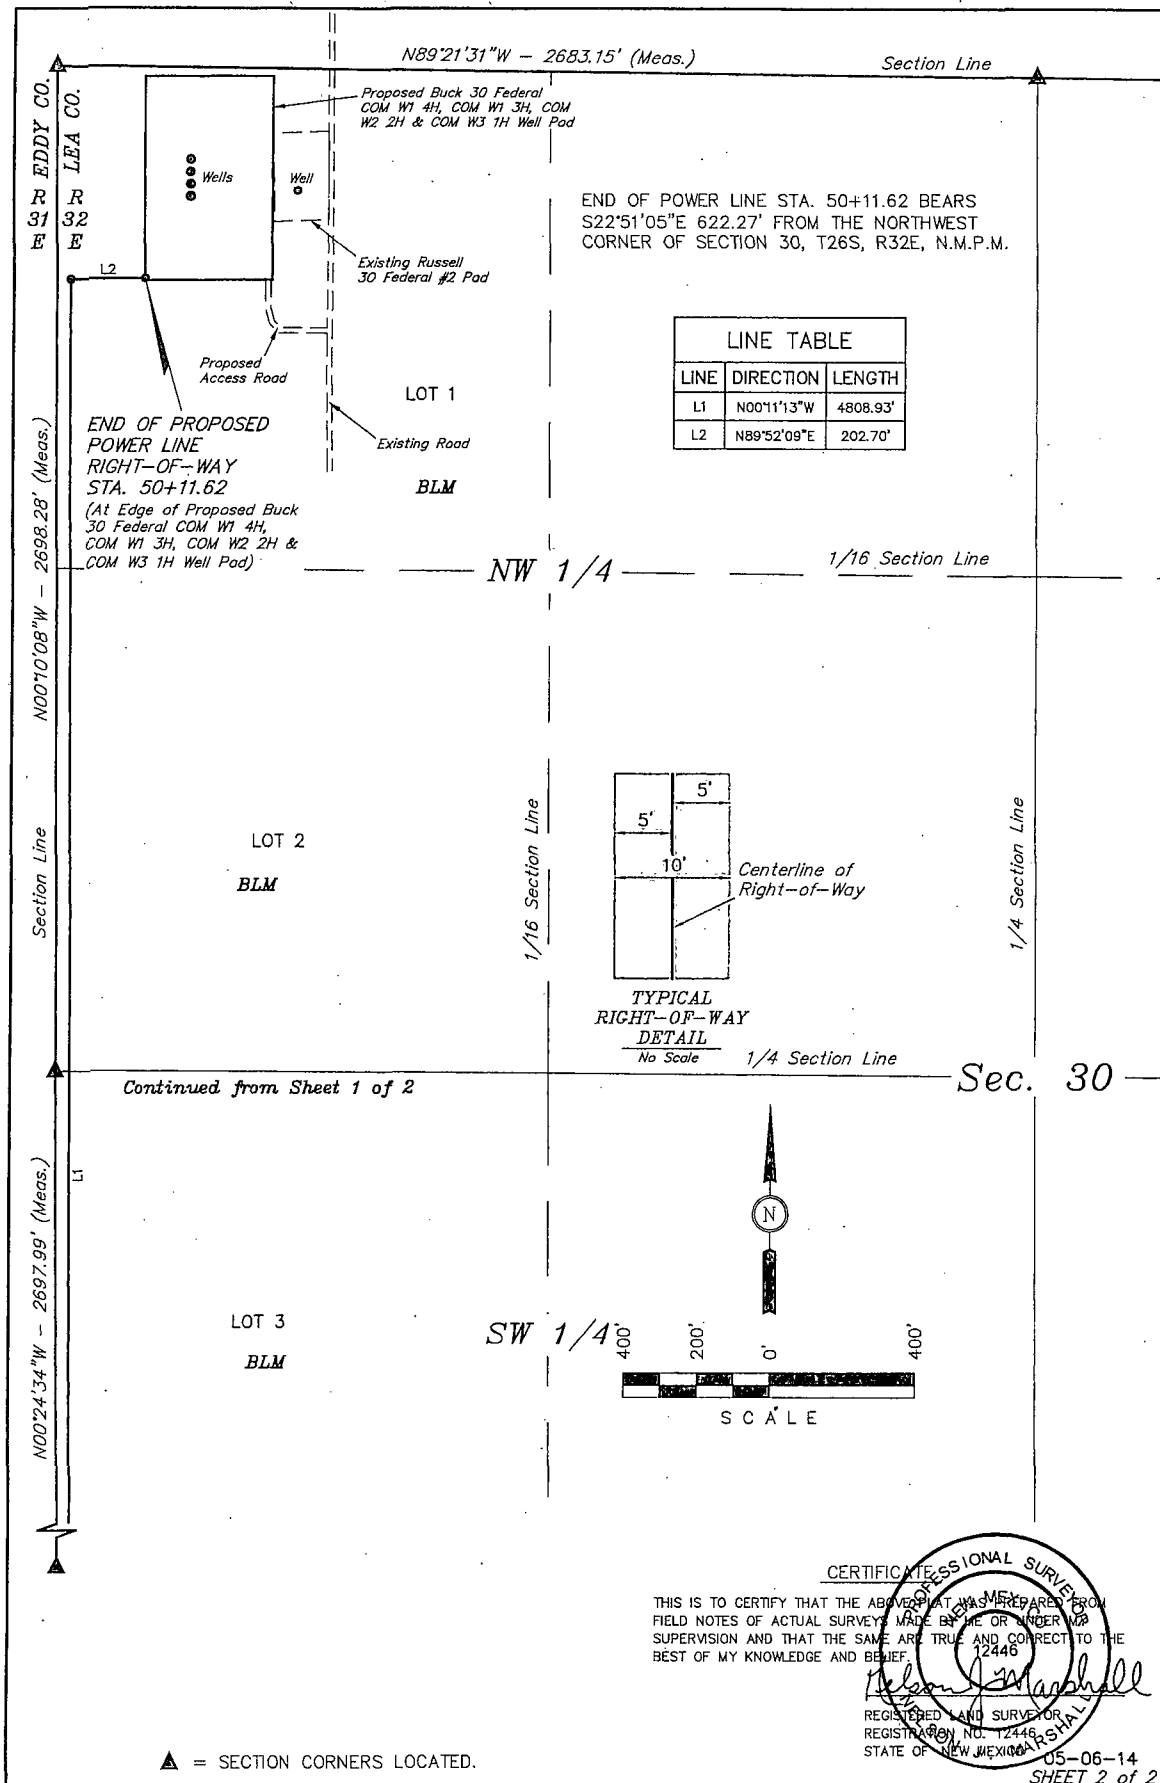 N89°21'31"W - 2683.15' (Meas.)
Section Line
EDDY CO.
LEA CO.
R
31
E
R
32
E
Proposed Buck 30 Federal
COM W1 4H, COM W1 3H, COM
W2 2H & COM W3 1H Well Pad
Wells
Well
END OF POWER LINE STA. 50+11.62 BEARS
S22°51'05"E 622.27' FROM THE NORTHWEST
CORNER OF SECTION 30, T26S, R32E, N.M.P.M.
L2
Existing Russell
30 Federal #2 Pad
Proposed
Access Road
LINE TABLE
LINE DIRECTION LENGTH
L1 N00°11'13"W 4808.93'
L2 N89°52'09"E 202.70'
LOT 1
Existing Road
BLM
END OF PROPOSED
POWER LINE
RIGHT-OF-WAY
STA. 50+11.62
(At Edge of Proposed Buck
30 Federal COM W1 4H,
COM W1 3H, COM W2 2H &
COM W3 1H Well Pad)
N00°10'08"W - 2698.28' (Meas.)
NW 1/4
1/16 Section Line
Section Line
LOT 2
BLM
1/16 Section Line
1/4 Section Line
5'
5'
10'
Centerline of
Right-of-Way
TYPICAL
RIGHT-OF-WAY
DETAIL
No Scale
1/4 Section Line
Sec. 30
Continued from Sheet 1 of 2
L1
N00°24'34"W - 2697.99' (Meas.)
N
LOT 3
BLM
SW 1/4
400'
200'
0'
400'
SCALE
CERTIFICATE
THIS IS TO CERTIFY THAT THE ABOVE PLAT WAS PREPARED FROM
FIELD NOTES OF ACTUAL SURVEYS MADE BY ME OR UNDER MY
SUPERVISION AND THAT THE SAME ARE TRUE AND CORRECT TO THE
BEST OF MY KNOWLEDGE AND BELIEF.
PROFESSIONAL SURVEYOR
NEW MEXICO
12446
NELSON J. MARSHALL
Nelson J. Marshall
REGISTERED LAND SURVEYOR
REGISTRATION NO. 12446
STATE OF NEW MEXICO
05-06-14
SHEET 2 of 2
= SECTION CORNERS LOCATED.